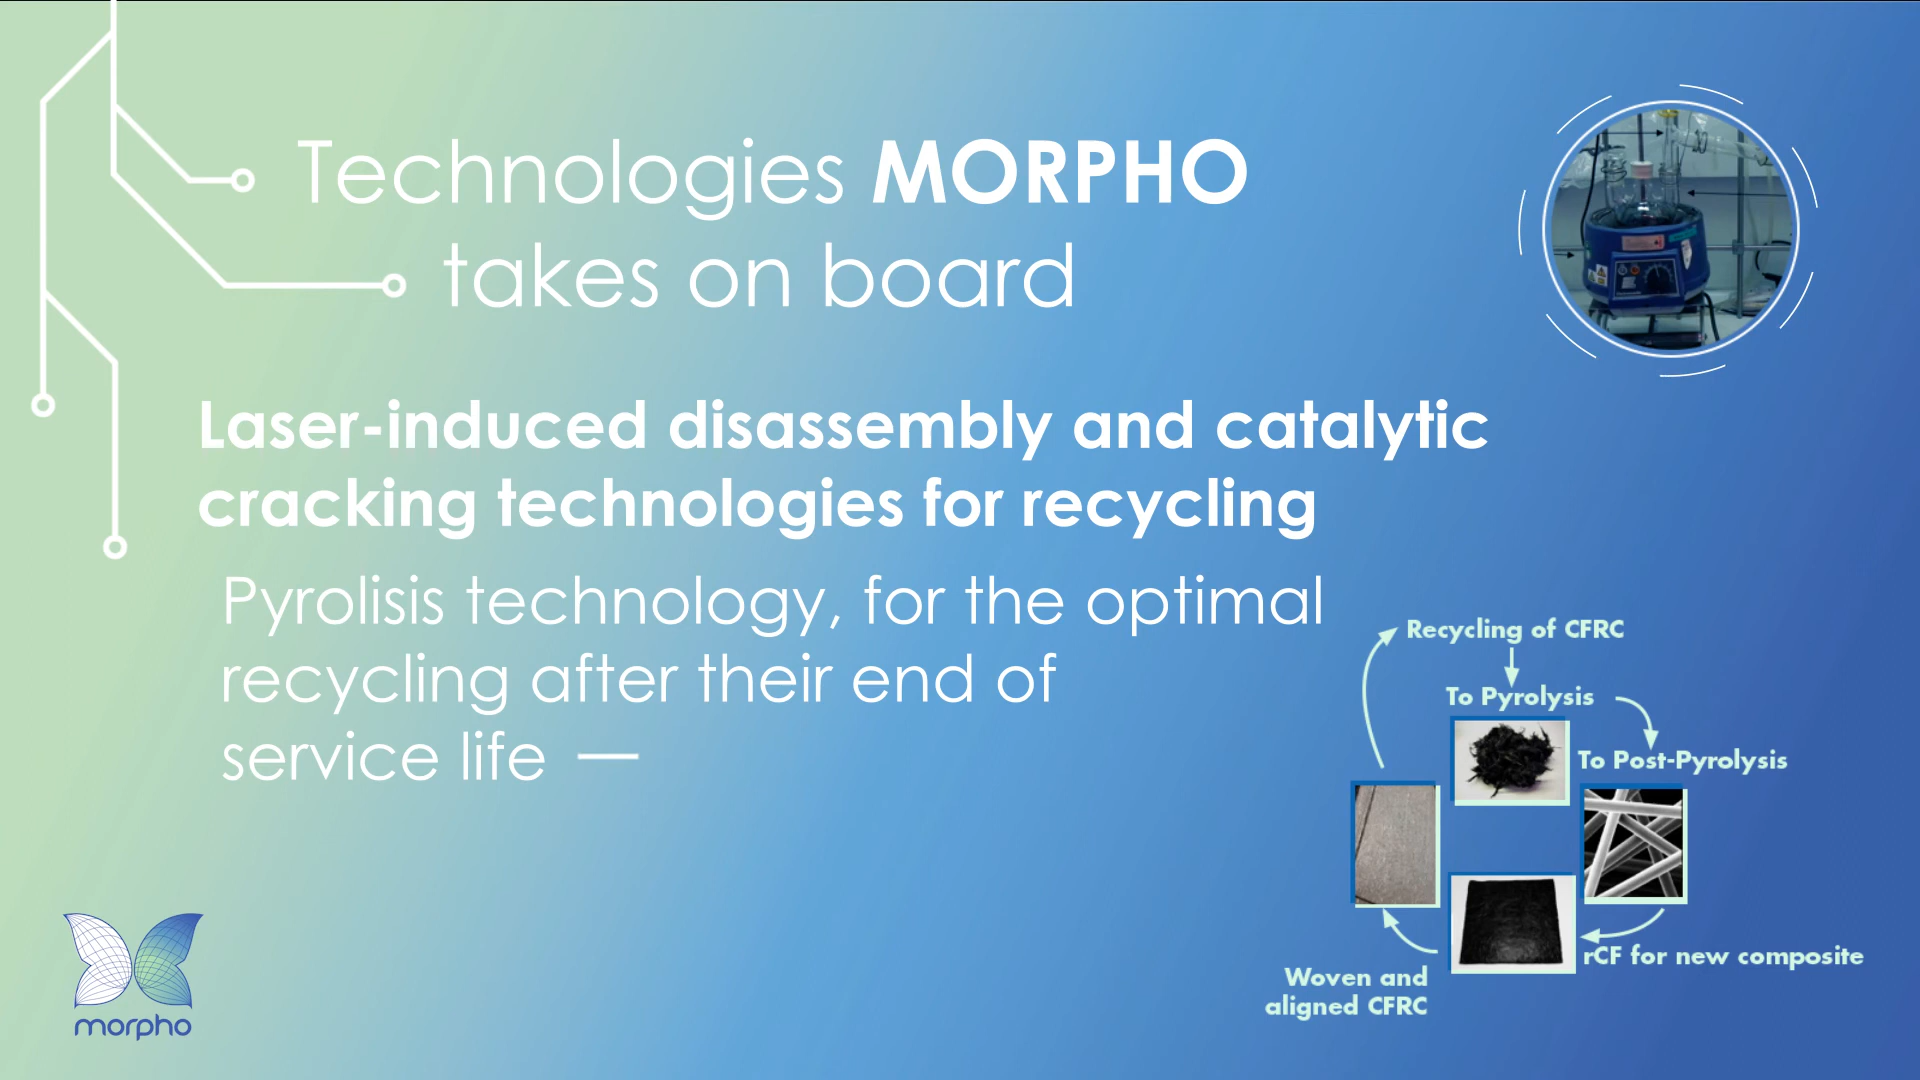 Technologies MORPHO
takes on board
Laser-induced disassembly and catalytic
cracking technologies for recycling
Pyrolisis technology, for the optimal
recycling after their end of
service life —
Recycling of CFRC
To Pyrolysis
To Post-Pyrolysis
rCF for new composite
Woven and
aligned CFRC
morpho